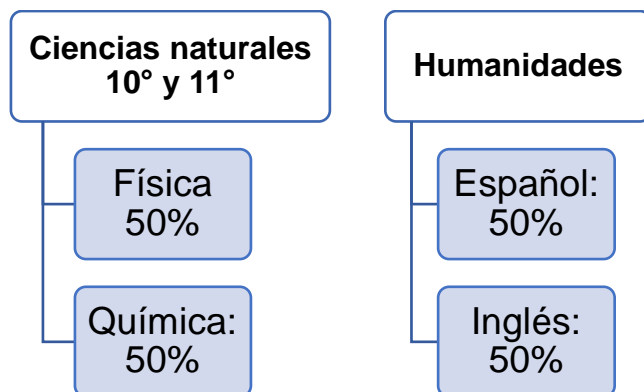 Ciencias naturales
10° y 11°
Física
50%
Química:
50%
Humanidades
Español:
50%
Inglés:
50%